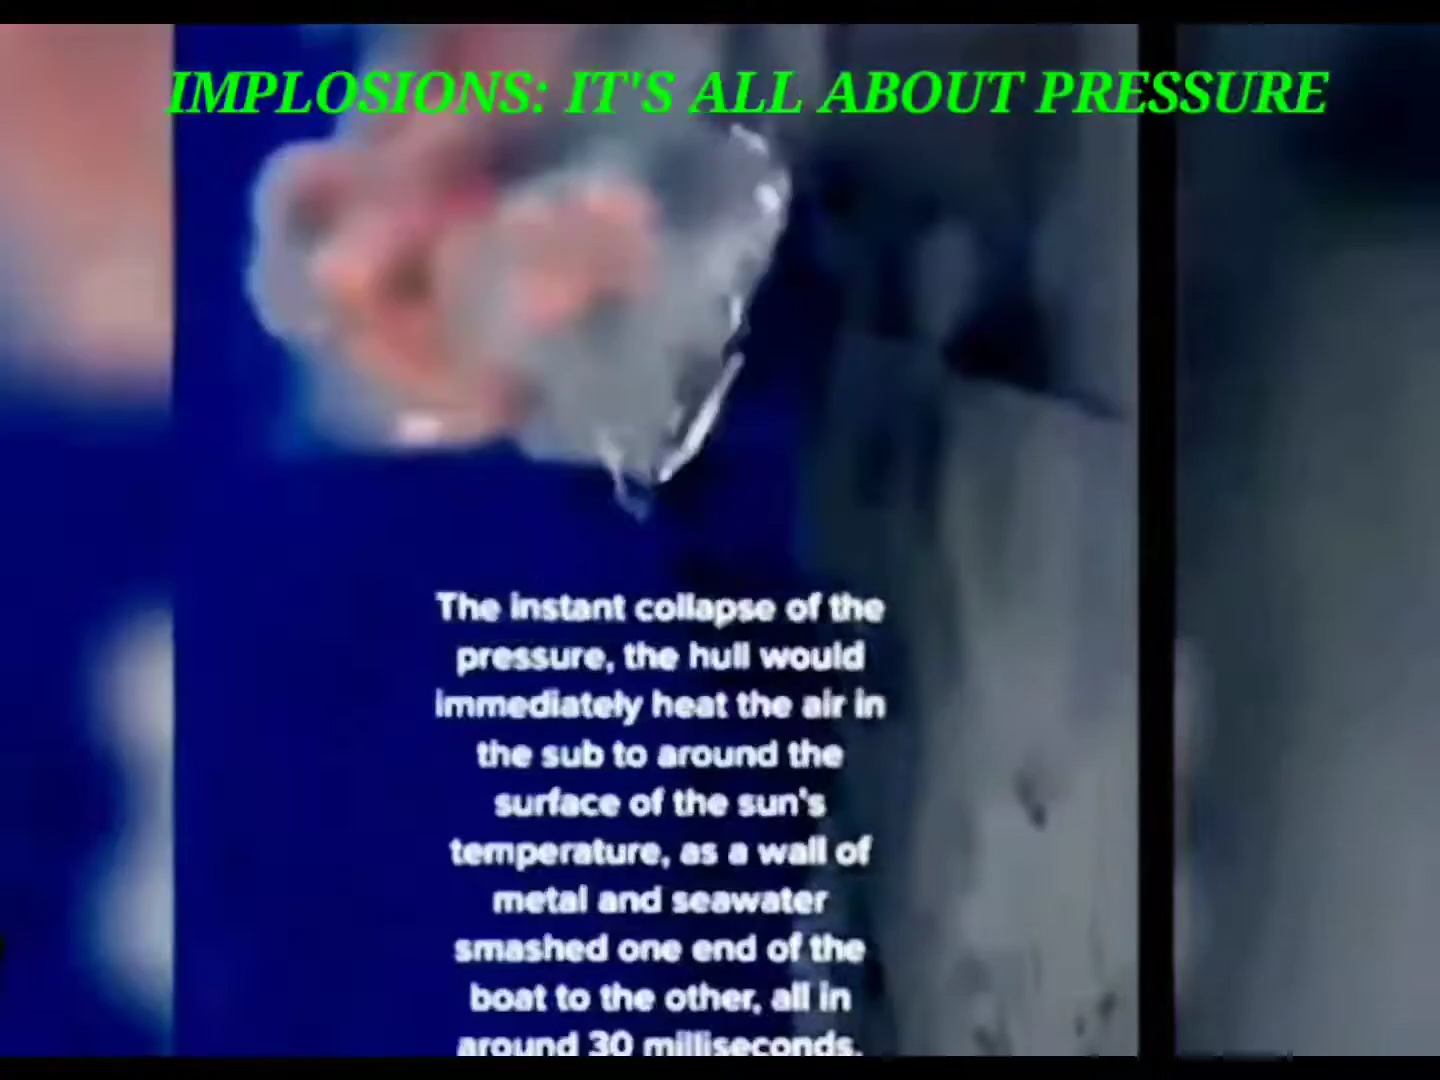 IMPLOSIONS: IT'S ALL ABOUT PRESSURE
The instant collapse of the
pressure, the hull would
immediately heat the air in
the sub to around the
surface of the sun's
temperature, as a wall of
metal and seawater
smashed one end of the
boat to the other, all in
around 30 milliseconds.